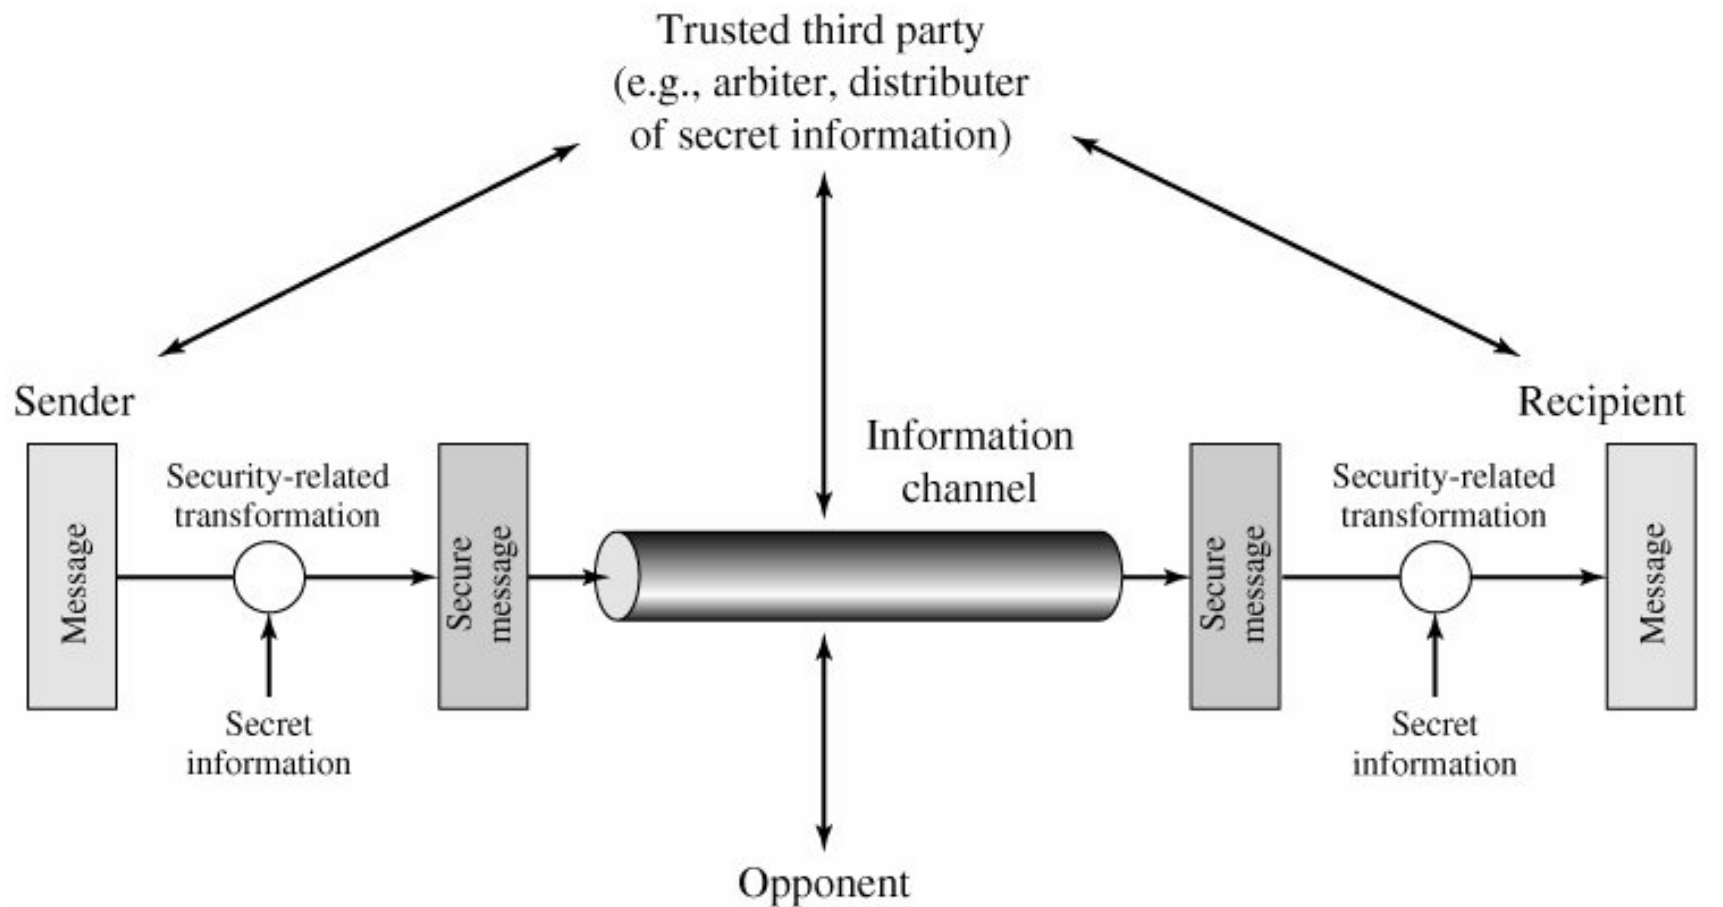 Trusted third party
(e.g., arbiter, distributer
of secret information)
Sender
Recipient
Information
channel
Security-related
transformation
Security-related
transformation
Message
Secure
message
Secure
message
Message
Secret
information
Secret
information
Opponent